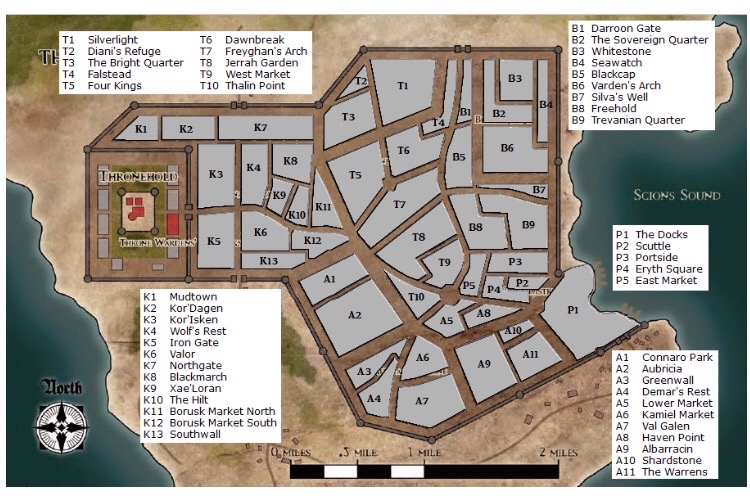 T1 Silverlight
T2 Diani's Refuge
T3 The Bright Quarter
T4 Falstead
T5 Four Kings
T6 Dawnbreak
T7 Freyghan's Arch
T8 Jerrah Garden
T9 West Market
T10 Thalin Point
B1 Darroon Gate
B2 The Sovereign Quarter
B3 Whitestone
B4 Seawatch
B5 Blackcap
B6 Varden's Arch
B7 Silva's Well
B8 Freehold
B9 Trevanian Quarter
T2
T1
B3
T3
T4
B1
B2
B4
K1
K2
K7
T6
B5
B6
Thronehold
K3
K4
K8
T5
K9
K10
K11
T7
B7
Scions Sound
Throne Wardens'
K5
K6
K12
T8
B8
B9
K13
T9
P3
P1 The Docks
P2 Scuttle
P3 Portside
P4 Eryth Square
P5 East Market
A1
P5
P4
P2
T10
A2
A5
A8
P1
A10
K1 Mudtown
K2 Kor'Dagen
K3 Kor'Isken
K4 Wolf's Rest
K5 Iron Gate
K6 Valor
K7 Northgate
K8 Blackmarch
K9 Xae'Loran
K10 The Hilt
K11 Borusk Market North
K12 Borusk Market South
K13 Southwall
A3
A6
A9
A11
A4
A7
A1 Connaro Park
A2 Aubricia
A3 Greenwall
A4 Demar's Rest
A5 Lower Market
A6 Kamiel Market
A7 Val Galen
A8 Haven Point
A9 Albarracin
A10 Shardstone
A11 The Warrens
North
0 miles .5 mile 1 mile 2 miles